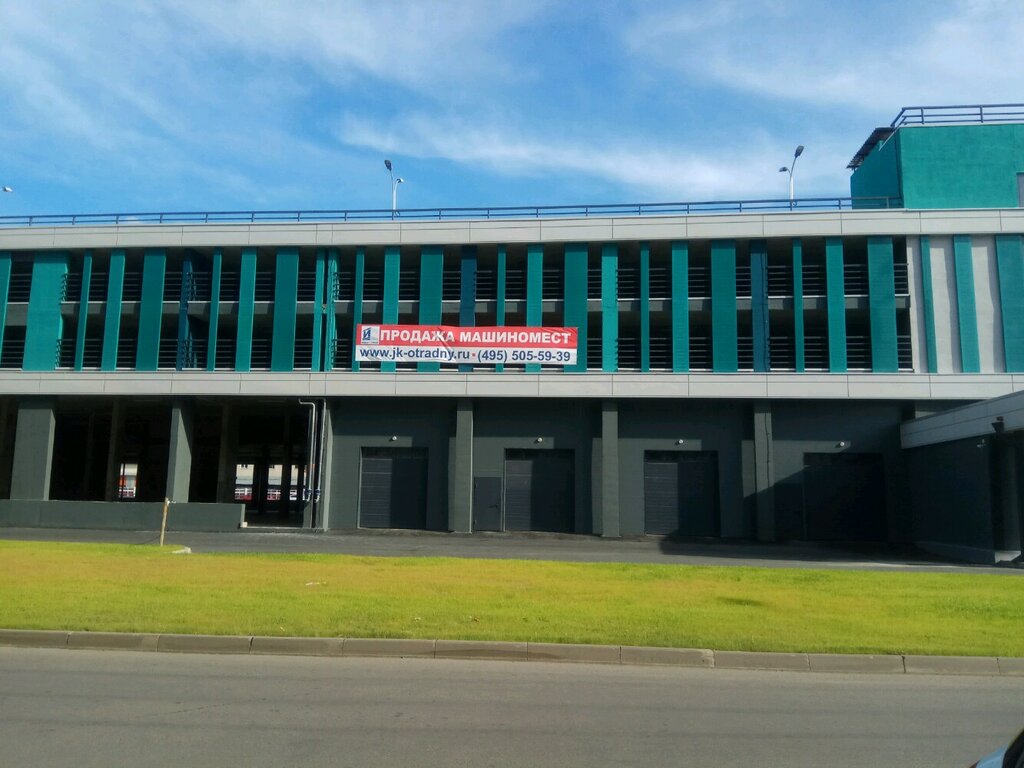 ПРОДАЖА МАШИНОМЕСТ
www.jk-otradny.ru • (495) 505-59-39